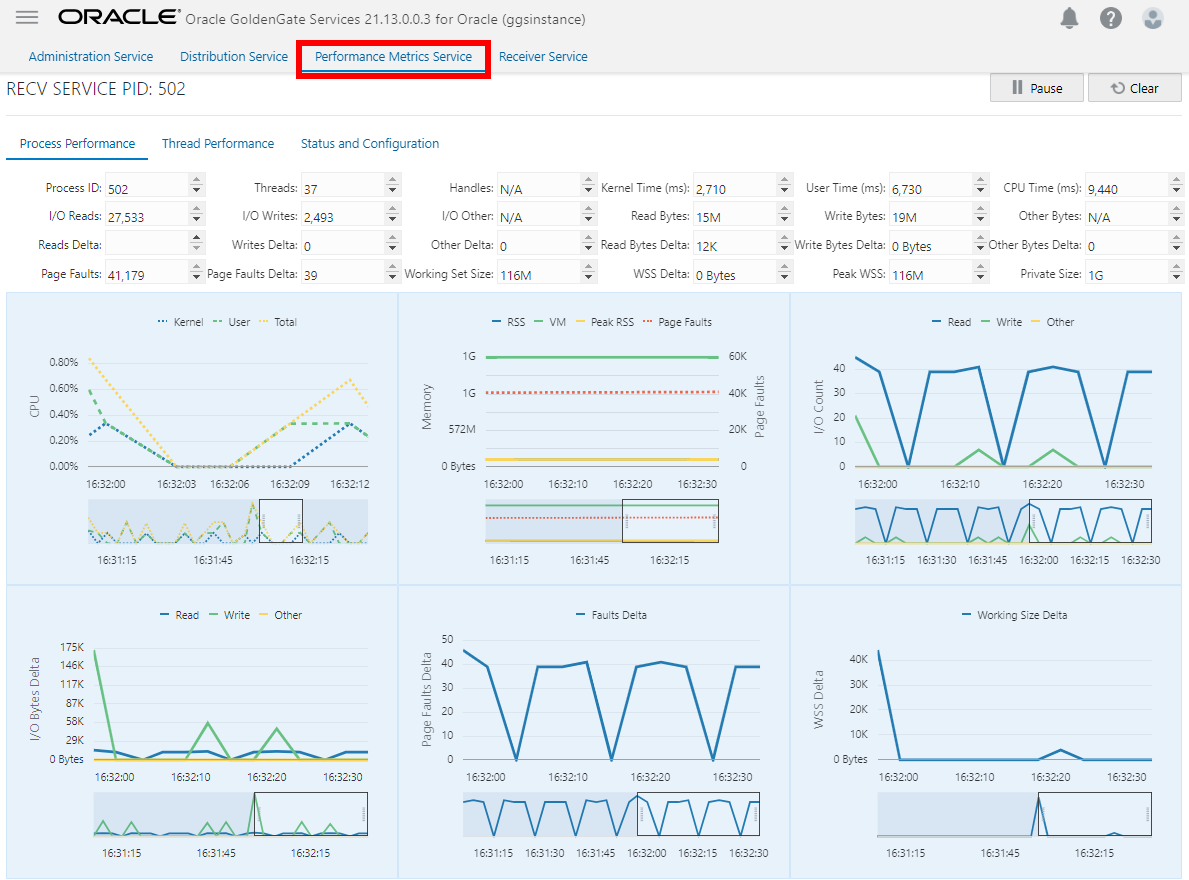 ORACLE® Oracle GoldenGate Services 21.13.0.0.3 for Oracle (ggsinstance)
Administration Service Distribution Service Performance Metrics Service Receiver Service
RECV SERVICE PID: 502 Pause Clear
Process Performance Thread Performance Status and Configuration
Process ID: 502 Threads: 37 Handles: N/A Kernel Time (ms): 2,710 User Time (ms): 6,730 CPU Time (ms): 9,440
I/O Reads: 27,533 I/O Writes: 2,493 I/O Other: N/A Read Bytes: 15M Write Bytes: 19M Other Bytes: N/A
Reads Delta: Writes Delta: 0 Other Delta: 0 Read Bytes Delta: 12K Write Bytes Delta: 0 Bytes Other Bytes Delta: 0
Page Faults: 41,179 Page Faults Delta: 39 Working Set Size: 116M WSS Delta: 0 Bytes Peak WSS: 116M Private Size: 1G
Kernel User Total
CPU
0.80%
0.60%
0.40%
0.20%
0.00%
16:32:00 16:32:03 16:32:06 16:32:09 16:32:12
16:31:15 16:31:45 16:32:15
RSS VM Peak RSS Page Faults
Memory
1G
1G
572M
0 Bytes
60K
40K
20K
0
Page Faults
16:32:00 16:32:10 16:32:20 16:32:30
16:31:15 16:31:45 16:32:15
Read Write Other
I/O Count
40
30
20
10
0
16:32:00 16:32:10 16:32:20 16:32:30
16:31:15 16:31:30 16:31:45 16:32:00 16:32:15 16:32:30
Read Write Other
I/O Bytes Delta
175K
146K
117K
87K
58K
29K
0 Bytes
16:32:00 16:32:10 16:32:20 16:32:30
16:31:15 16:31:45 16:32:15
Faults Delta
Page Faults Delta
50
40
30
20
10
0
16:32:00 16:32:10 16:32:20 16:32:30
16:31:15 16:31:30 16:31:45 16:32:00 16:32:15 16:32:30
Working Size Delta
WSS Delta
40K
30K
20K
10K
0 Bytes
16:32:00 16:32:10 16:32:20 16:32:30
16:31:15 16:31:45 16:32:15